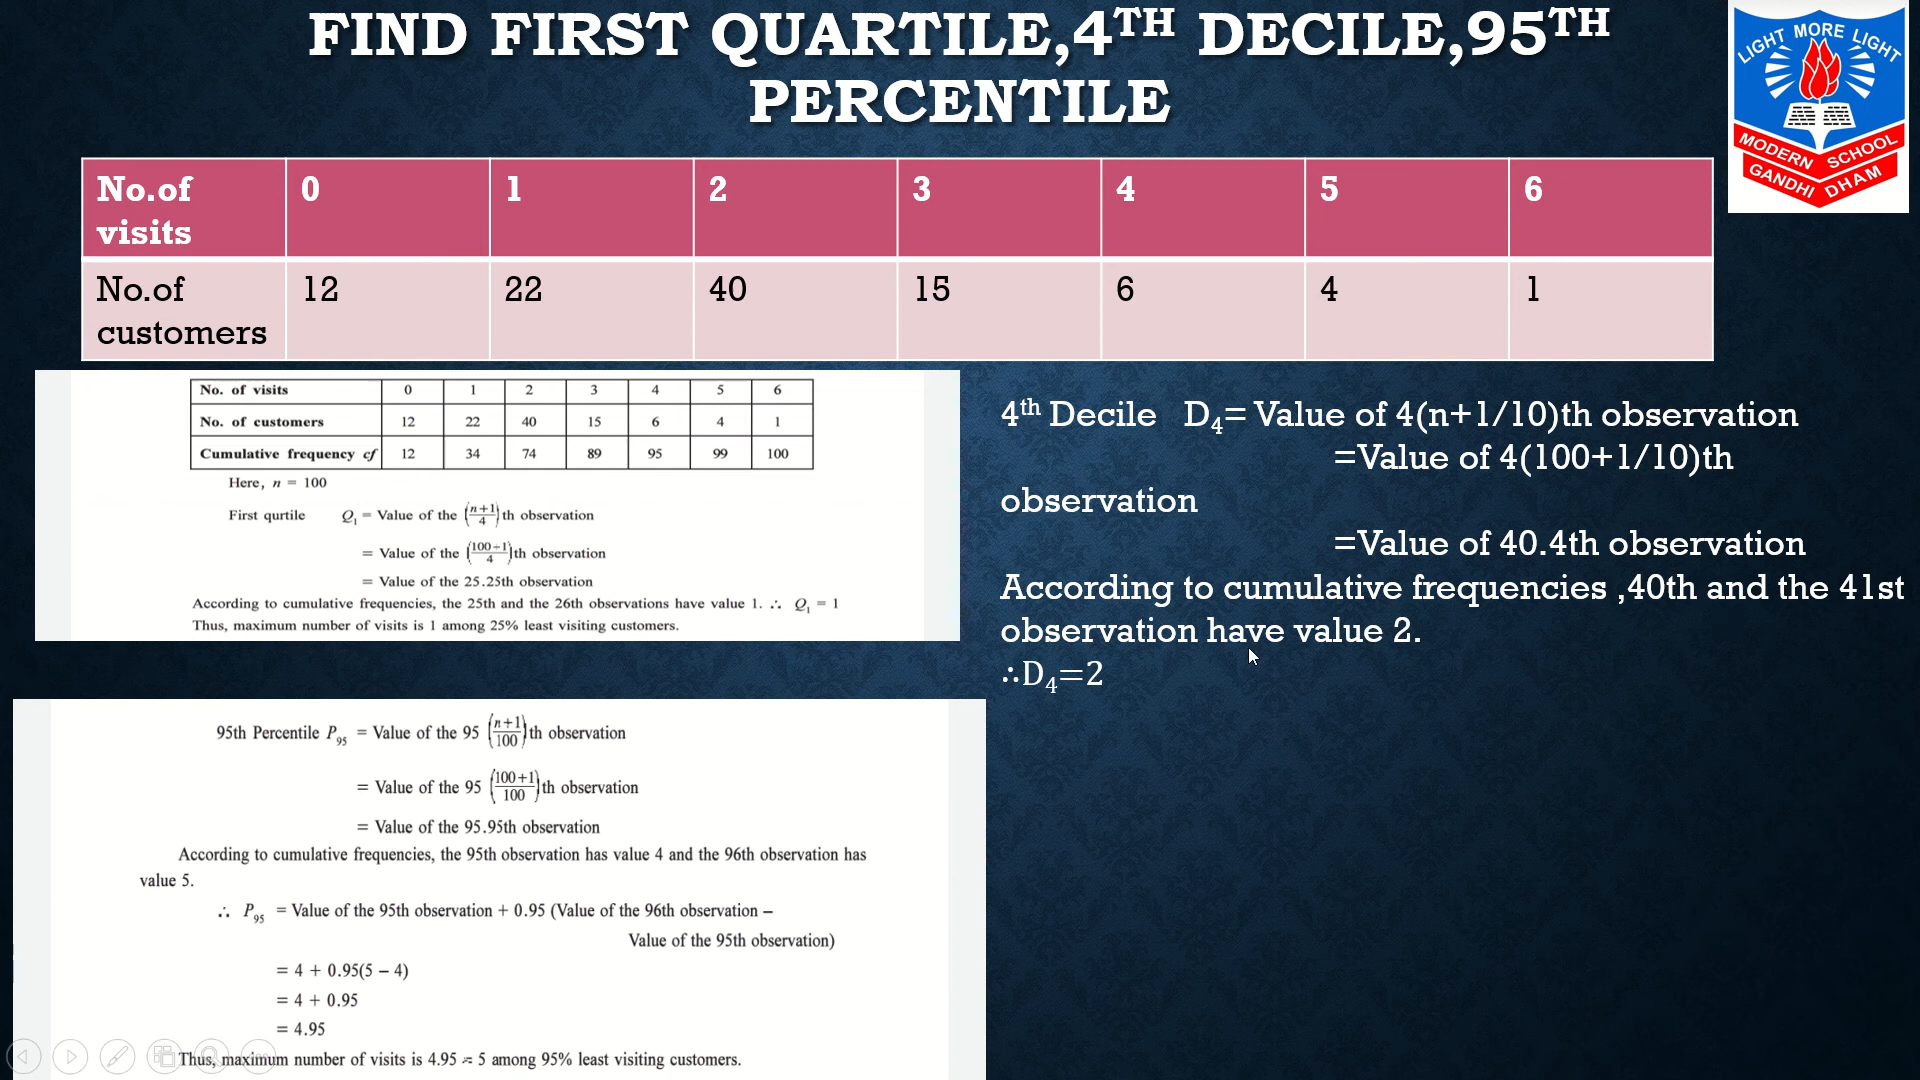 FIND FIRST QUARTILE,4TH DECILE,95TH
PERCENTILE
LIGHT MORE LIGHT
MODERN SCHOOL
GANDHI DHAM
No.of visits 0 1 2 3 4 5 6
No.of customers 12 22 40 15 6 4 1
No. of visits 0 1 2 3 4 5 6
No. of customers 12 22 40 15 6 4 1
Cumulative frequency cf 12 34 74 89 95 99 100
Here, n = 100
First qurtile Q₁ = Value of the ((n+1)/4)th observation
= Value of the ((100+1)/4)th observation
= Value of the 25.25th observation
According to cumulative frequencies, the 25th and the 26th observations have value 1. ∴ Q₁ = 1
Thus, maximum number of visits is 1 among 25% least visiting customers.
4th Decile D₄= Value of 4(n+1/10)th observation
=Value of 4(100+1/10)th
observation
=Value of 40.4th observation
According to cumulative frequencies ,40th and the 41st
observation have value 2.
∴D₄=2
95th Percentile P₉₅ = Value of the 95 ((n+1)/100)th observation
= Value of the 95 ((100+1)/100)th observation
= Value of the 95.95th observation
According to cumulative frequencies, the 95th observation has value 4 and the 96th observation has
value 5.
∴ P₉₅ = Value of the 95th observation + 0.95 (Value of the 96th observation –
Value of the 95th observation)
= 4 + 0.95(5 – 4)
= 4 + 0.95
= 4.95
Thus, maximum number of visits is 4.95 ≈ 5 among 95% least visiting customers.